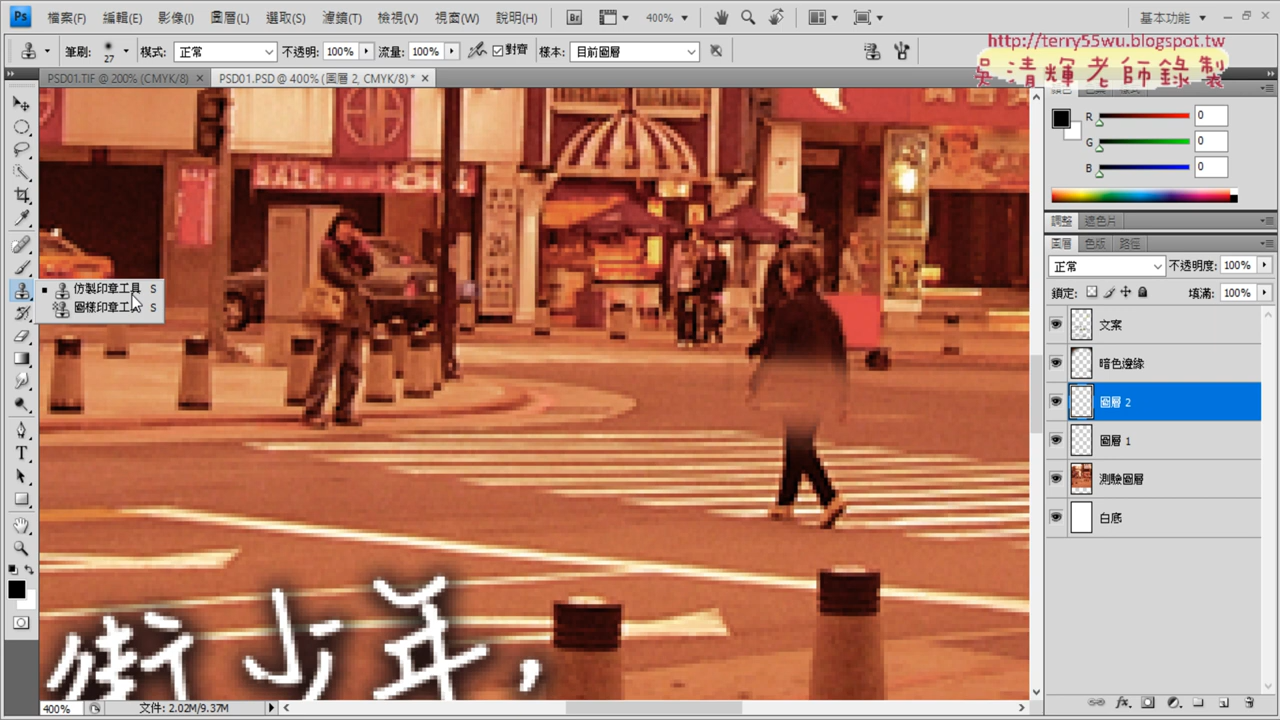 Ps 檔案(F) 編輯(E) 影像(I) 圖層(L) 選取(S) 濾鏡(T) 檢視(V) 視窗(W) 說明(H) Br 400% 基本功能
筆刷: 27 模式: 正常 不透明: 100% 流量: 100% 對齊 樣本: 目前圖層
http://terry55wu.blogspot.tw
吳清輝老師錄製
PSD01.TIF @ 200% (CMYK/8) PSD01.PSD @ 400% (圖層 2, CMYK/8) *
R 0
G 0
B 0
調整 遮色片
圖層 色版 路徑
正常 不透明度: 100%
鎖定: 填滿: 100%
文案
暗色邊緣
圖層 2
圖層 1
測驗圖層
白底
仿製印章工具 S
圖樣印章工具 S
SALE
街少年,
400% 文件: 2.02M/9.37M